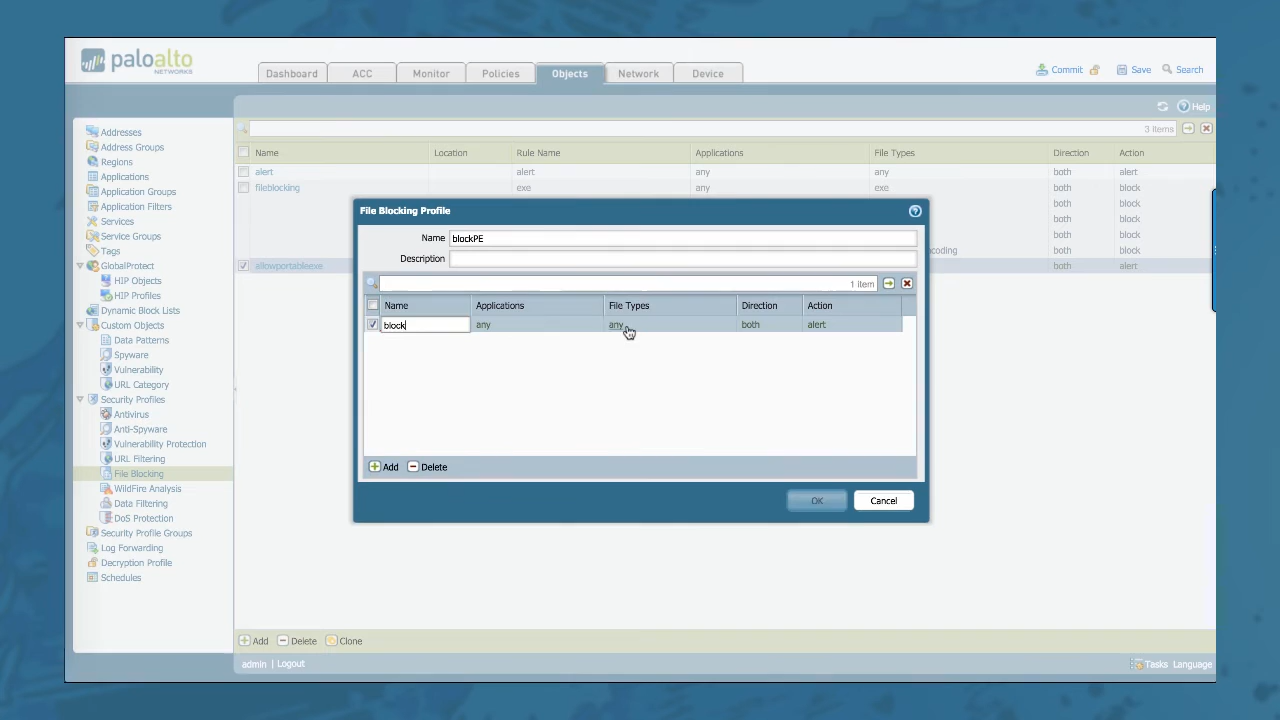 paloalto
NETWORKS
Dashboard ACC Monitor Policies Objects Network Device
Commit Save Search
Help
3 items
Name Location Rule Name Applications File Types Direction Action
alert alert any any both alert
fileblocking exe any exe both block
both block
both block
both block
coding both block
allowportableexe both alert
Addresses
Address Groups
Regions
Applications
Application Groups
Application Filters
Services
Service Groups
Tags
GlobalProtect
HIP Objects
HIP Profiles
Dynamic Block Lists
Custom Objects
Data Patterns
Spyware
Vulnerability
URL Category
Security Profiles
Antivirus
Anti-Spyware
Vulnerability Protection
URL Filtering
File Blocking
WildFire Analysis
Data Filtering
DoS Protection
Security Profile Groups
Log Forwarding
Decryption Profile
Schedules
File Blocking Profile
Name blockPE
Description
1 item
Name Applications File Types Direction Action
block any any both alert
Add Delete
OK Cancel
Add Delete Clone
admin | Logout
Tasks Language